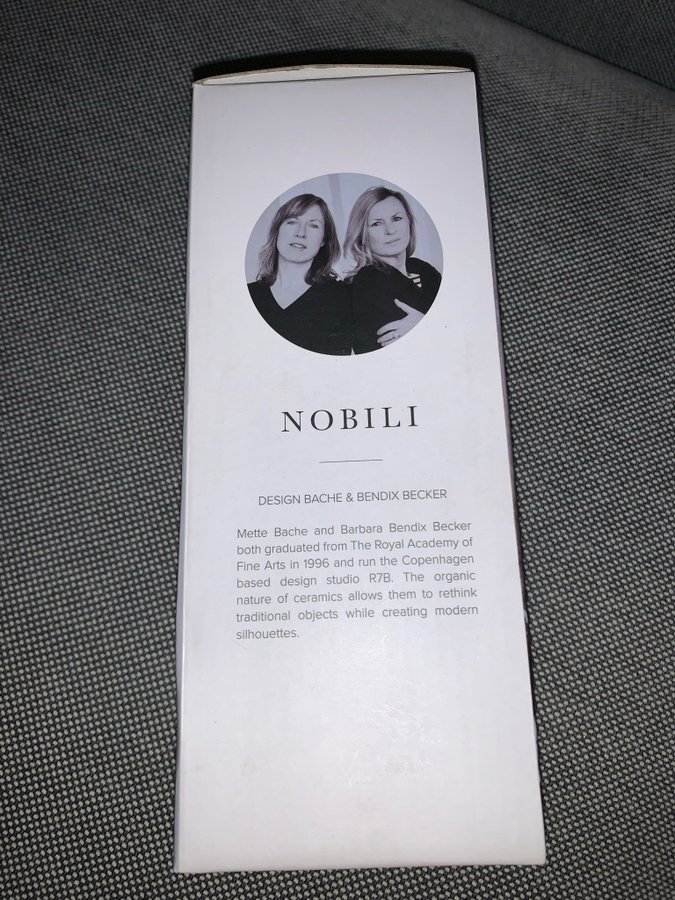 NOBILI
DESIGN BACHE & BENDIX BECKER
Mette Bache and Barbara Bendix Becker
both graduated from The Royal Academy of
Fine Arts in 1996 and run the Copenhagen
based design studio R7B. The organic
nature of ceramics allows them to rethink
traditional objects while creating modern
silhouettes.